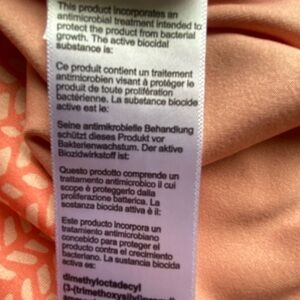 This product incorporates an
antimicrobial treatment intended to
protect the product from bacterial
growth. The active biocidal
substance is:
Ce produit contient un traitement
antimicrobien visant à protéger le
produit de toute prolifération
bactérienne. La substance biocide
active est le:
Seine antimikrobielle Behandlung
schützt dieses Produkt vor
Bakterienwachstum. Der aktive
Biozidwirkstoff ist:
Questo prodotto comprende un
trattamento antimicrobico il cui
scope è proteggerlo dalla
proliferazione batterica. La
sostanza biocida attiva è il:
Este producto incorpora un
tratamiento antimicrobiano
concebido para proteger el
producto contra el crecimiento
bacteriano. La sustancia biocida
activa es:
dimethyloctadecyl